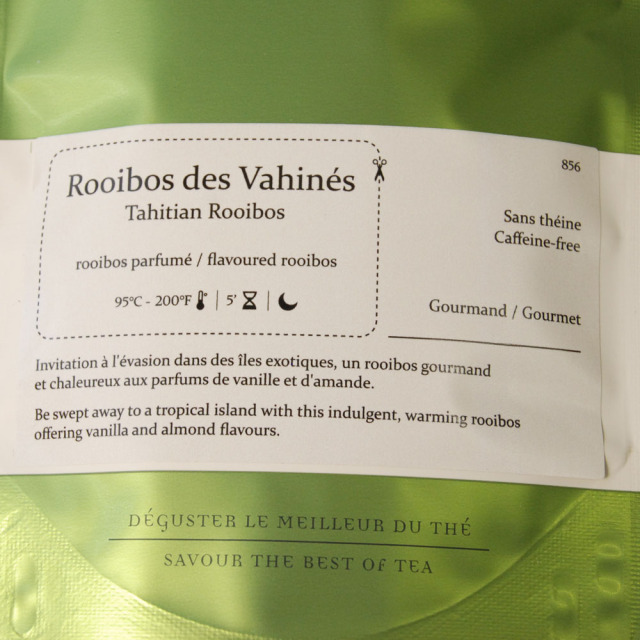 856
Rooibos des Vahinés
Tahitian Rooibos
Sans théine
Caffeine-free
rooibos parfumé / flavoured rooibos
95°C - 200°F | 5' |
Gourmand / Gourmet
Invitation à l'évasion dans des îles exotiques, un rooibos gourmand
et chaleureux aux parfums de vanille et d'amande.
Be swept away to a tropical island with this indulgent, warming rooibos
offering vanilla and almond flavours.
DÉGUSTER LE MEILLEUR DU THÉ
SAVOUR THE BEST OF TEA